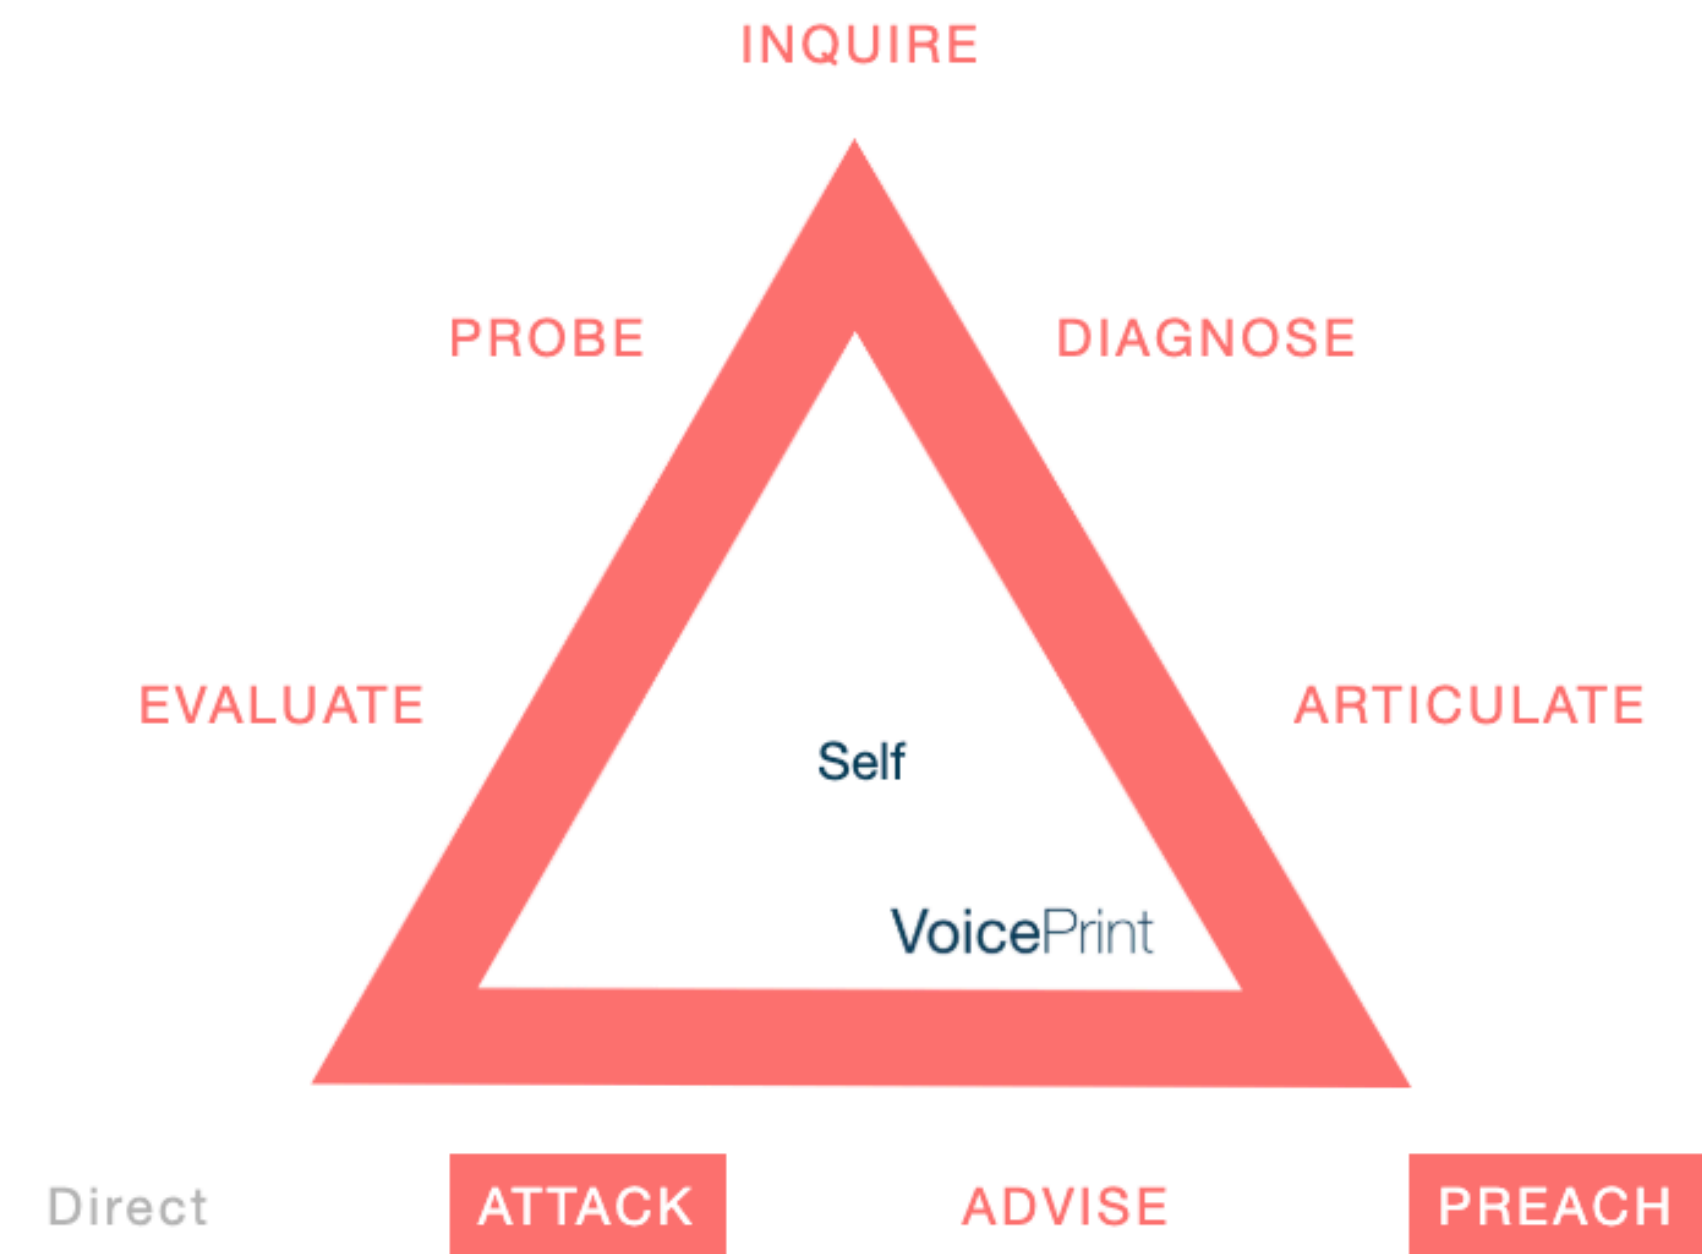 INQUIRE
PROBE
DIAGNOSE
EVALUATE
ARTICULATE
Self
VoicePrint
Direct
ATTACK
ADVISE
PREACH